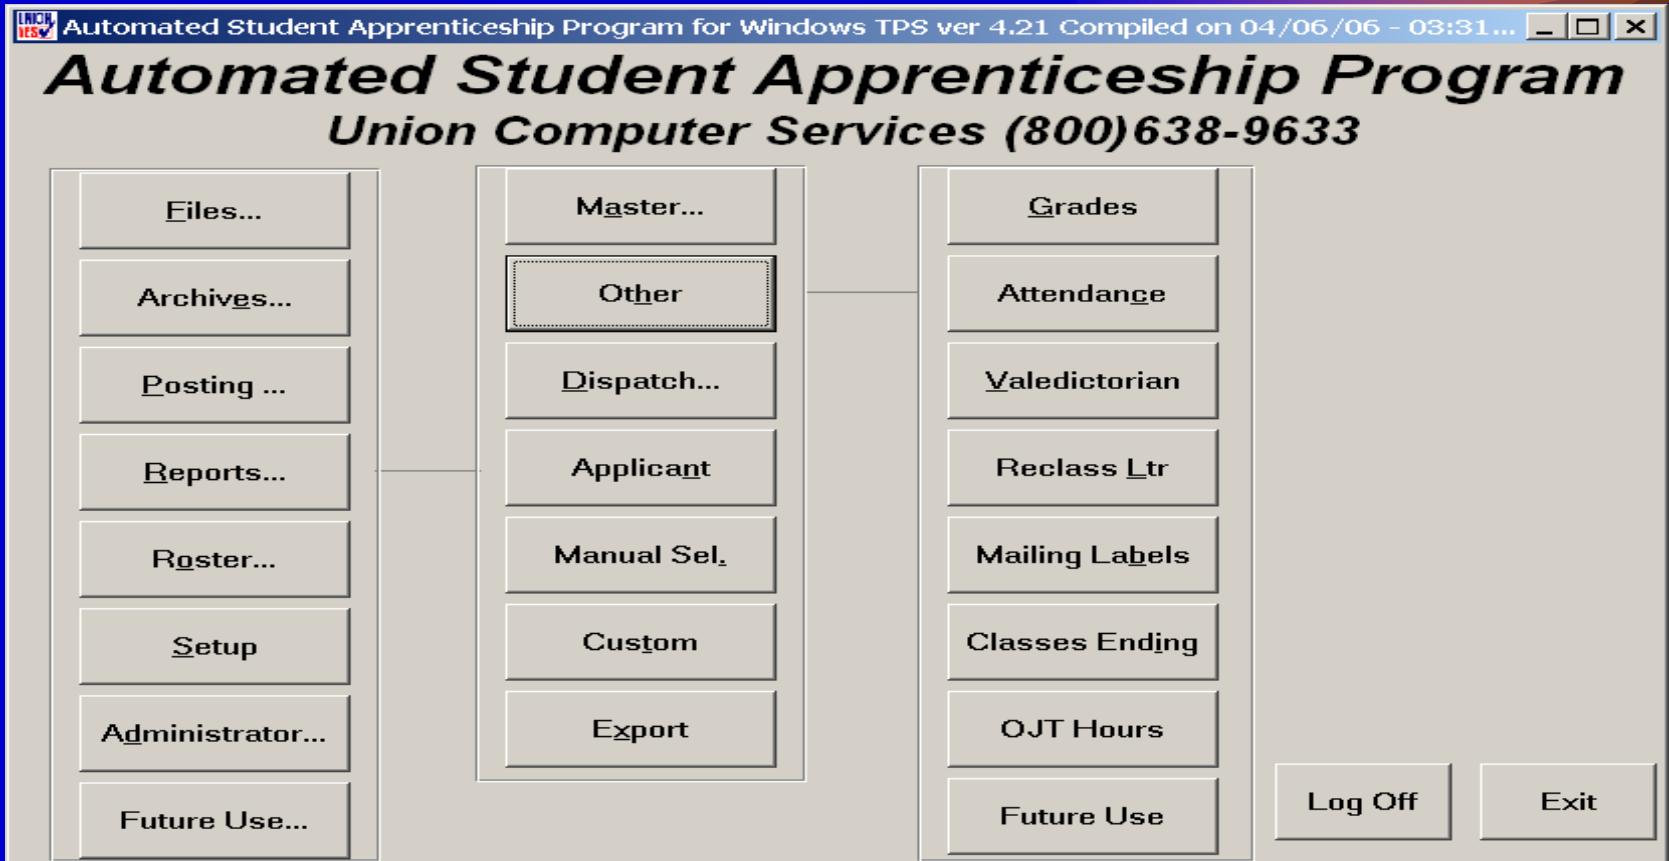 UNION YES
Automated Student Apprenticeship Program for Windows TPS ver 4.21 Compiled on 04/06/06 - 03:31...
Automated Student Apprenticeship Program
Union Computer Services (800)638-9633
Files...
Archives...
Posting ...
Reports...
Roster...
Setup
Administrator...
Future Use...
Master...
Other
Dispatch...
Applicant
Manual Sel.
Custom
Export
Grades
Attendance
Valedictorian
Reclass Ltr
Mailing Labels
Classes Ending
OJT Hours
Future Use
Log Off
Exit